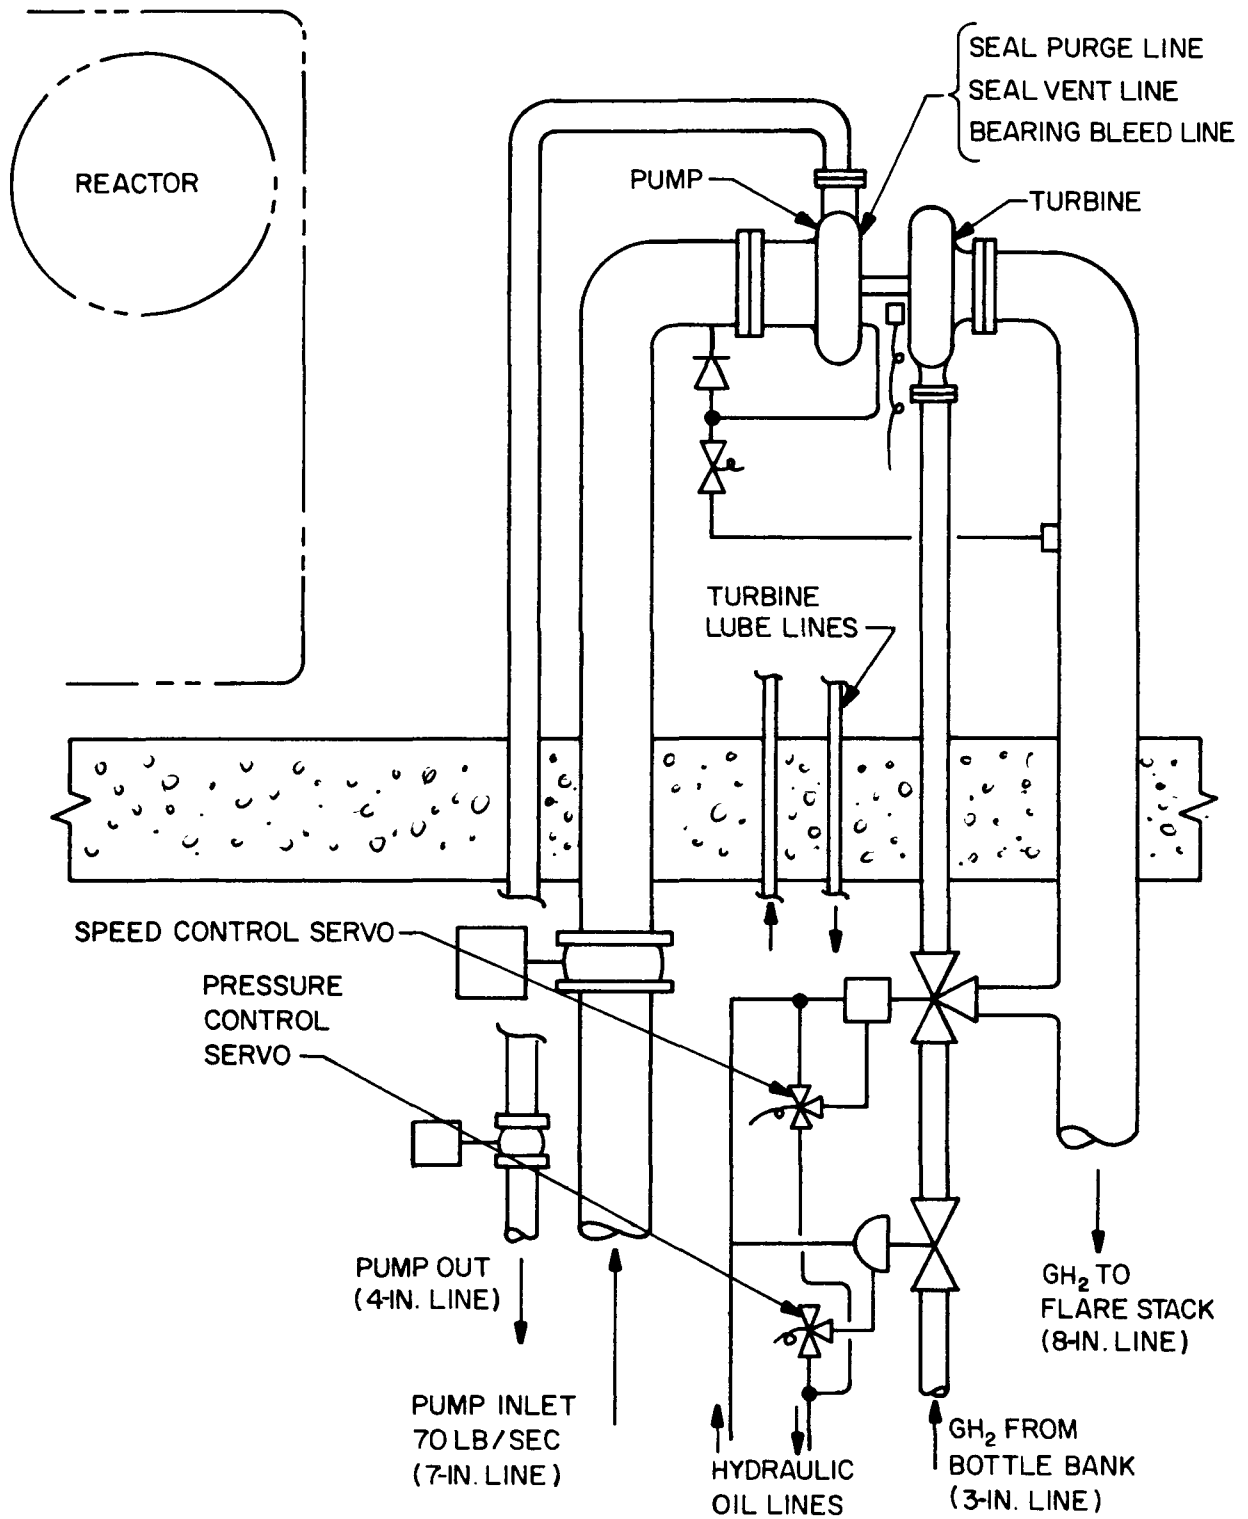 SEAL PURGE LINE
SEAL VENT LINE
BEARING BLEED LINE
REACTOR
PUMP
TURBINE
TURBINE
LUBE LINES
SPEED CONTROL SERVO
PRESSURE
CONTROL
SERVO
PUMP OUT
(4-IN. LINE)
GH₂ TO
FLARE STACK
(8-IN. LINE)
PUMP INLET
70 LB/SEC
(7-IN. LINE)
HYDRAULIC
OIL LINES
GH₂ FROM
BOTTLE BANK
(3-IN. LINE)